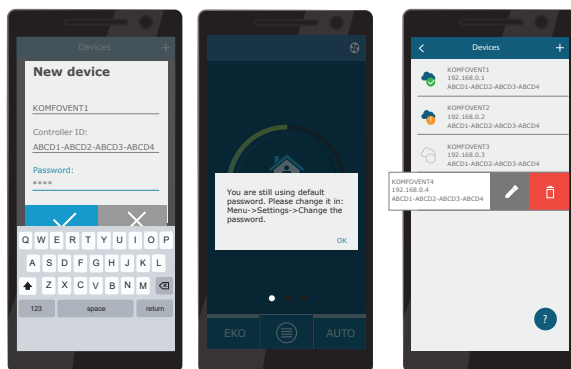 Devices
+
New device
KOMFOVENT1
Controller ID:
ABCD1-ABCD2-ABCD3-ABCD4
Password:
****
Q W E R T Y U I O P
A S D F G H J K L
Z X C V B N M
123 space return
You are still using default
password. Please change it in:
Menu->Settings->Change the
password.
OK
EKO AUTO
Devices +
KOMFOVENT1
192.168.0.1
ABCD1-ABCD2-ABCD3-ABCD4
KOMFOVENT2
192.168.0.2
ABCD1-ABCD2-ABCD3-ABCD4
KOMFOVENT3
192.168.0.3
ABCD1-ABCD2-ABCD3-ABCD4
KOMFOVENT4
192.168.0.4
ABCD1-ABCD2-ABCD3-ABCD4
?